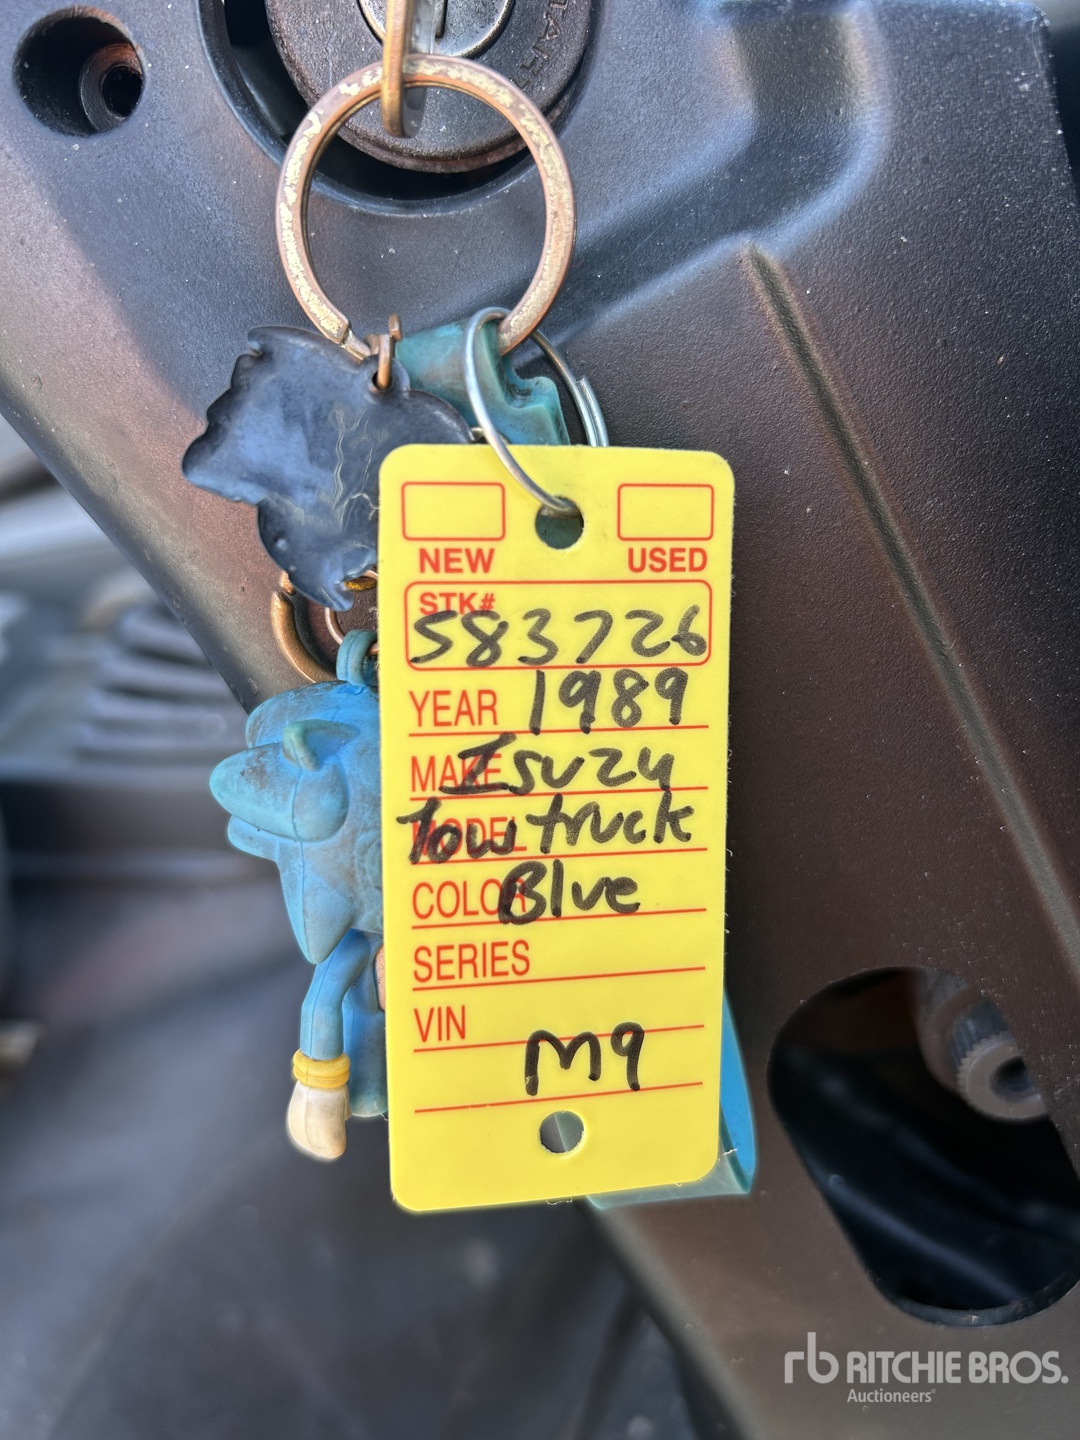 NEW USED
STK#
583726
YEAR 1989
MAKE Isuzu
MODEL Tow truck
COLOR Blue
SERIES
VIN
M9
rb RITCHIE BROS.
Auctioneers